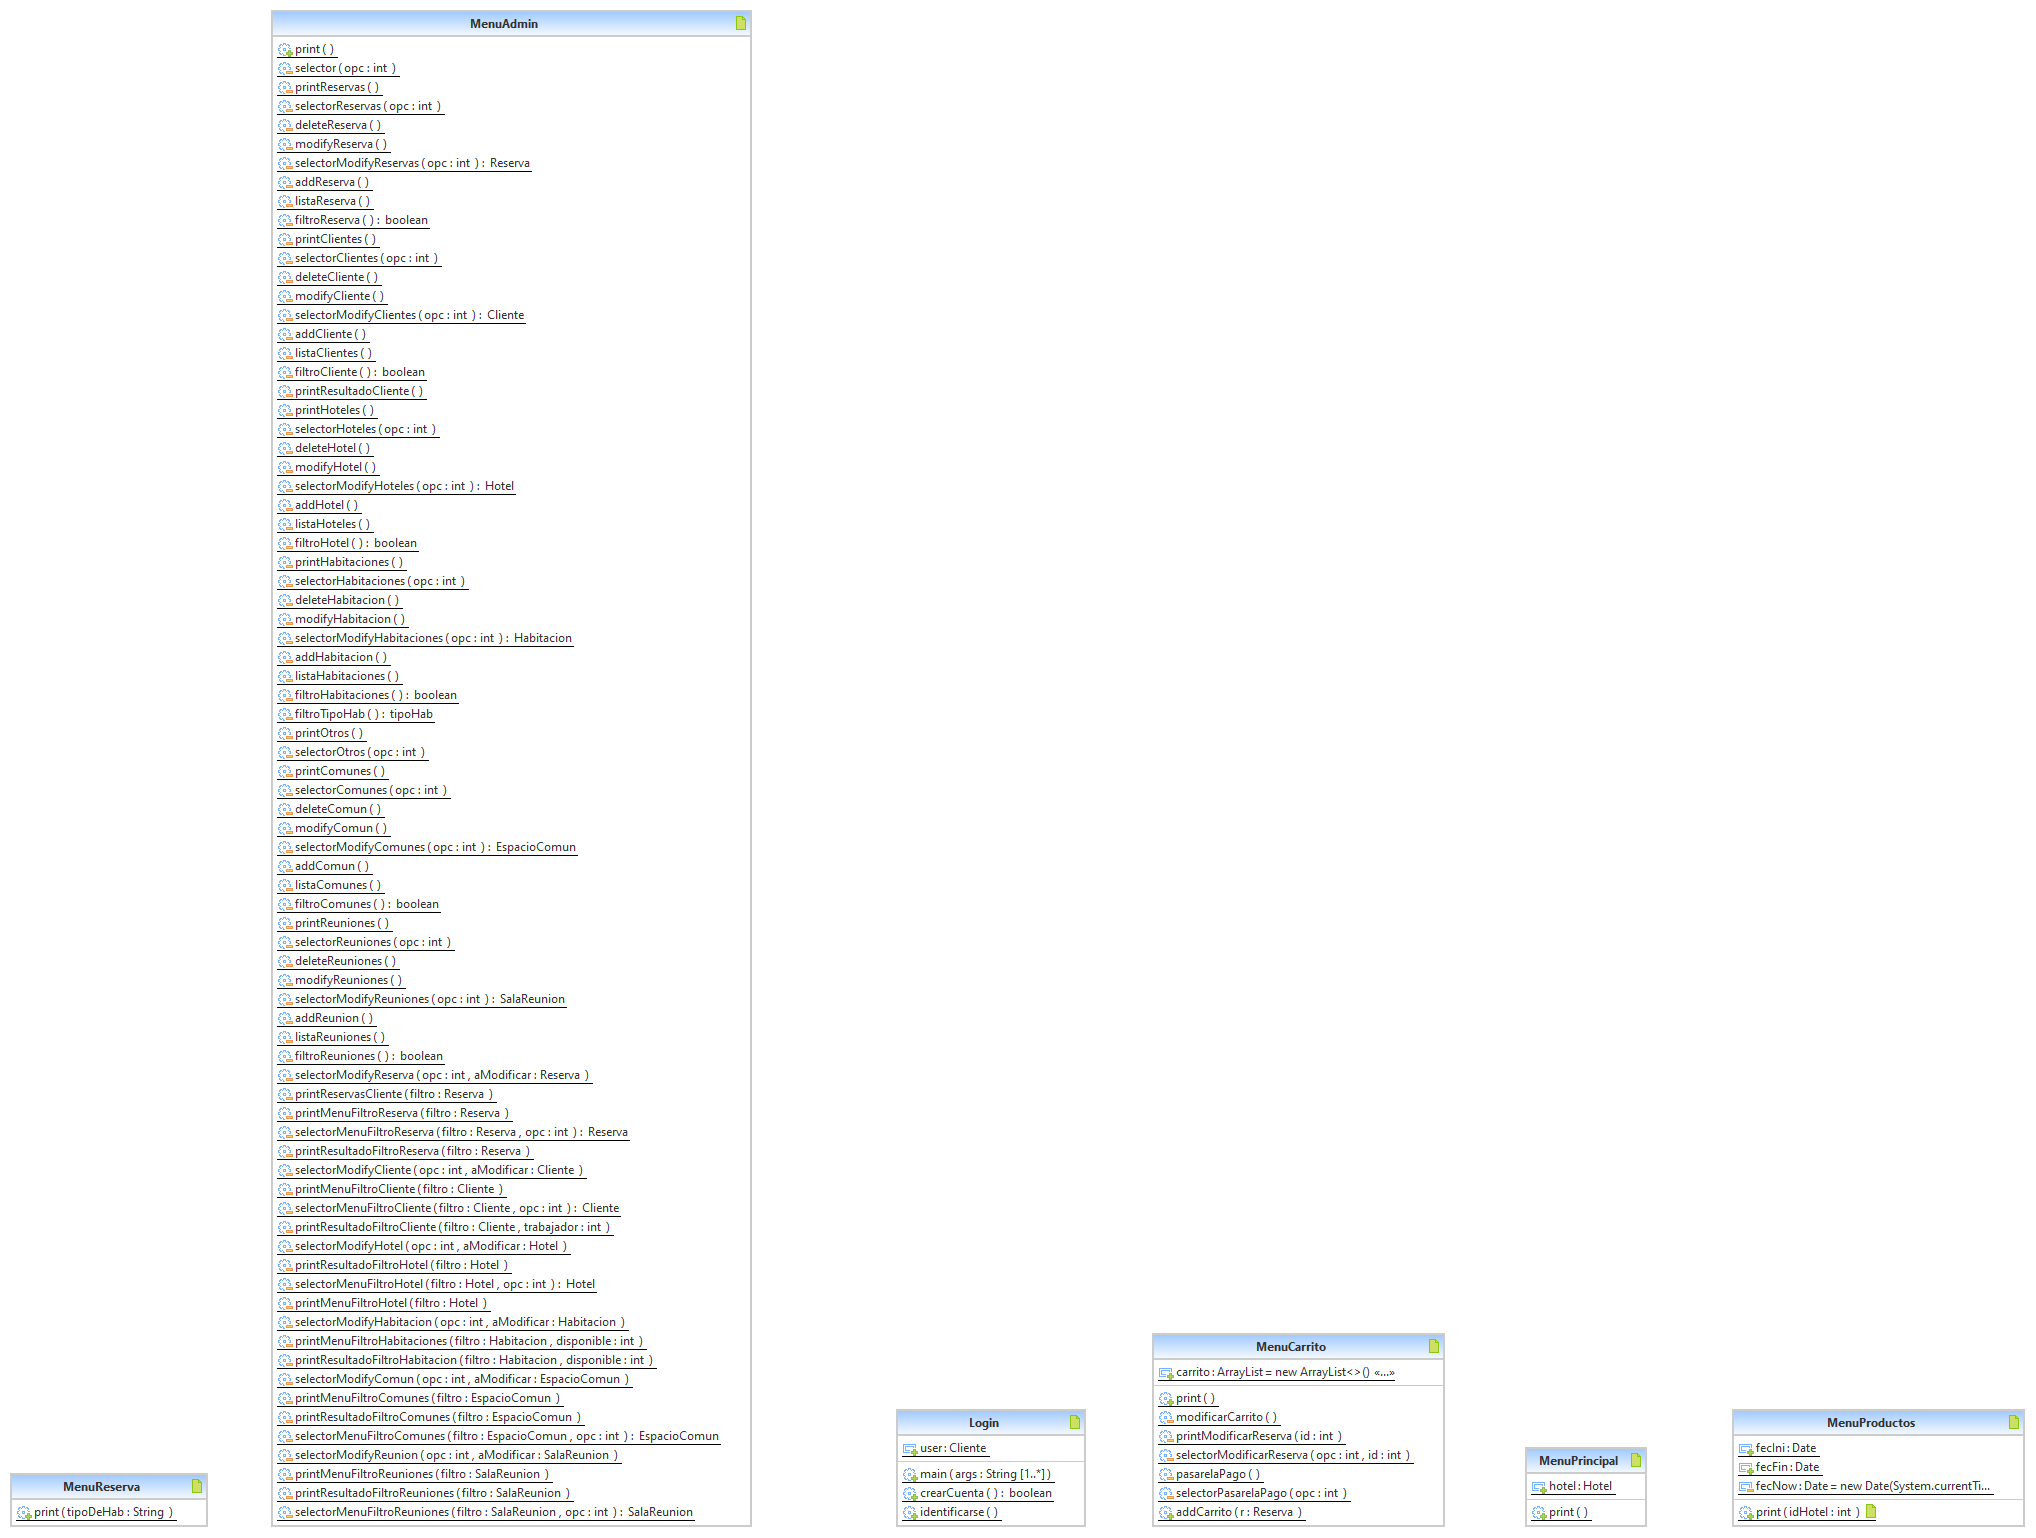 MenuAdmin
print ( )
selector ( opc : int )
printReservas ( )
selectorReservas ( opc : int )
deleteReserva ( )
modifyReserva ( )
selectorModifyReservas ( opc : int ) : Reserva
addReserva ( )
listaReserva ( )
filtroReserva ( ) : boolean
printClientes ( )
selectorClientes ( opc : int )
deleteCliente ( )
modifyCliente ( )
selectorModifyClientes ( opc : int ) : Cliente
addCliente ( )
listaClientes ( )
filtroCliente ( ) : boolean
printResultadoCliente ( )
printHoteles ( )
selectorHoteles ( opc : int )
deleteHotel ( )
modifyHotel ( )
selectorModifyHoteles ( opc : int ) : Hotel
addHotel ( )
listaHoteles ( )
filtroHotel ( ) : boolean
printHabitaciones ( )
selectorHabitaciones ( opc : int )
deleteHabitacion ( )
modifyHabitacion ( )
selectorModifyHabitaciones ( opc : int ) : Habitacion
addHabitacion ( )
listaHabitaciones ( )
filtroHabitaciones ( ) : boolean
filtroTipoHab ( ) : tipoHab
printOtros ( )
selectorOtros ( opc : int )
printComunes ( )
selectorComunes ( opc : int )
deleteComun ( )
modifyComun ( )
selectorModifyComunes ( opc : int ) : EspacioComun
addComun ( )
listaComunes ( )
filtroComunes ( ) : boolean
printReuniones ( )
selectorReuniones ( opc : int )
deleteReuniones ( )
modifyReuniones ( )
selectorModifyReuniones ( opc : int ) : SalaReunion
addReunion ( )
listaReuniones ( )
filtroReuniones ( ) : boolean
selectorModifyReserva ( opc : int , aModificar : Reserva )
printReservasCliente ( filtro : Reserva )
printMenuFiltroReserva ( filtro : Reserva )
selectorMenuFiltroReserva ( filtro : Reserva , opc : int ) : Reserva
printResultadoFiltroReserva ( filtro : Reserva )
selectorModifyCliente ( opc : int , aModificar : Cliente )
printMenuFiltroCliente ( filtro : Cliente )
selectorMenuFiltroCliente ( filtro : Cliente , opc : int ) : Cliente
printResultadoFiltroCliente ( filtro : Cliente , trabajador : int )
selectorModifyHotel ( opc : int , aModificar : Hotel )
printResultadoFiltroHotel ( filtro : Hotel )
selectorMenuFiltroHotel ( filtro : Hotel , opc : int ) : Hotel
printMenuFiltroHotel ( filtro : Hotel )
selectorModifyHabitacion ( opc : int , aModificar : Habitacion )
printMenuFiltroHabitaciones ( filtro : Habitacion , disponible : int )
printResultadoFiltroHabitacion ( filtro : Habitacion , disponible : int )
selectorModifyComun ( opc : int , aModificar : EspacioComun )
printMenuFiltroComunes ( filtro : EspacioComun )
printResultadoFiltroComunes ( filtro : EspacioComun )
selectorMenuFiltroComunes ( filtro : EspacioComun , opc : int ) : EspacioComun
selectorModifyReunion ( opc : int , aModificar : SalaReunion )
printMenuFiltroReuniones ( filtro : SalaReunion )
printResultadoFiltroReuniones ( filtro : SalaReunion )
selectorMenuFiltroReuniones ( filtro : SalaReunion , opc : int ) : SalaReunion
MenuReserva
print ( tipoDeHab : String )
Login
user : Cliente
main ( args : String [1..*] )
crearCuenta ( ) : boolean
identificarse ( )
MenuCarrito
carrito : ArrayList = new ArrayList<>() «...»
print ( )
modificarCarrito ( )
printModificarReserva ( id : int )
selectorModificarReserva ( opc : int , id : int )
pasarelaPago ( )
selectorPasarelaPago ( opc : int )
addCarrito ( r : Reserva )
MenuPrincipal
hotel : Hotel
print ( )
MenuProductos
fecIni : Date
fecFin : Date
fecNow : Date = new Date(System.currentTi...
print ( idHotel : int )